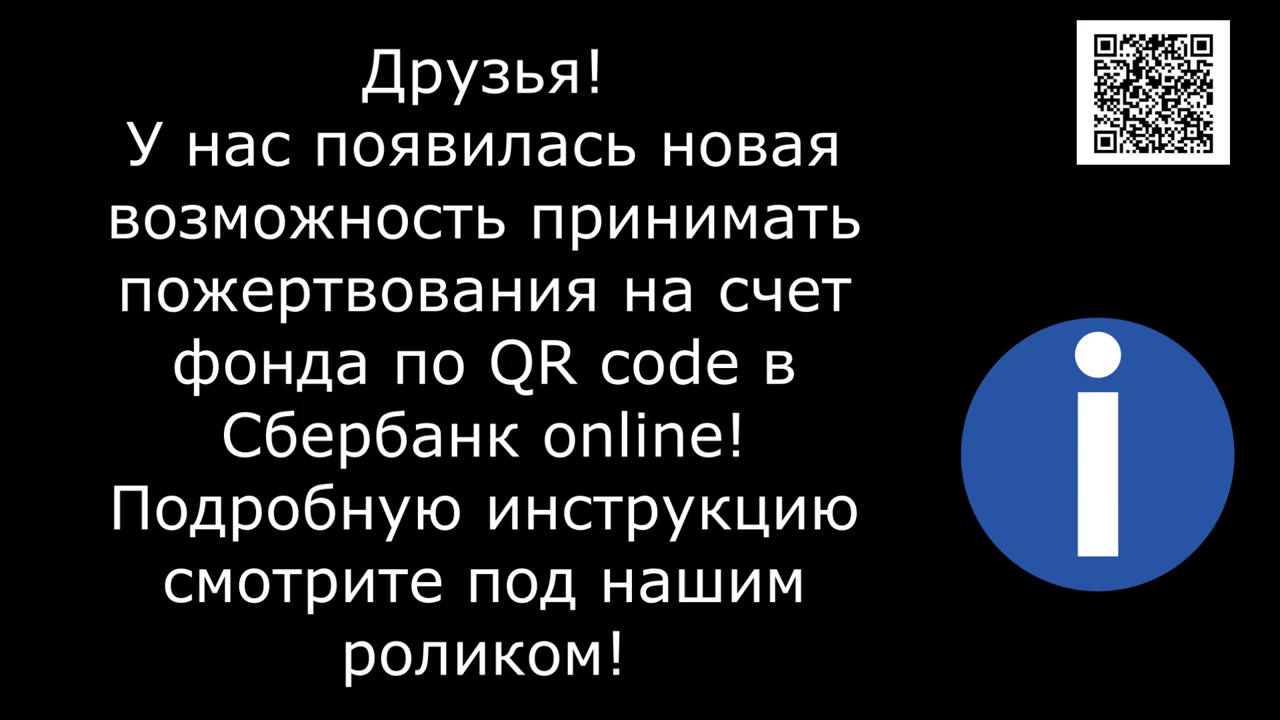 Друзья!
У нас появилась новая
возможность принимать
пожертвования на счет
фонда по QR code в
Сбербанк online!
Подробную инструкцию
смотрите под нашим
роликом!